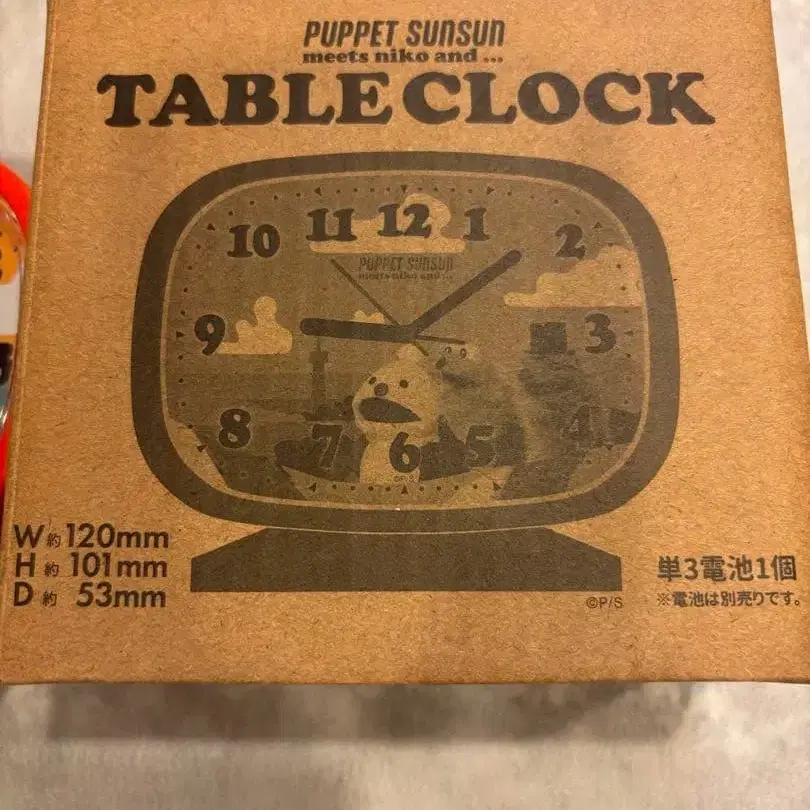 PUPPET SUNSUN
meets niko and ...
TABLE CLOCK
10 11 12 1 2
PUPPET SUNSUN
meets niko and ...
9 3
8 7 6 5 4
©P/S
W 約 120mm
H 約 101mm
D 約 53mm
©P/S
単3電池1個
※電池は別売りです。